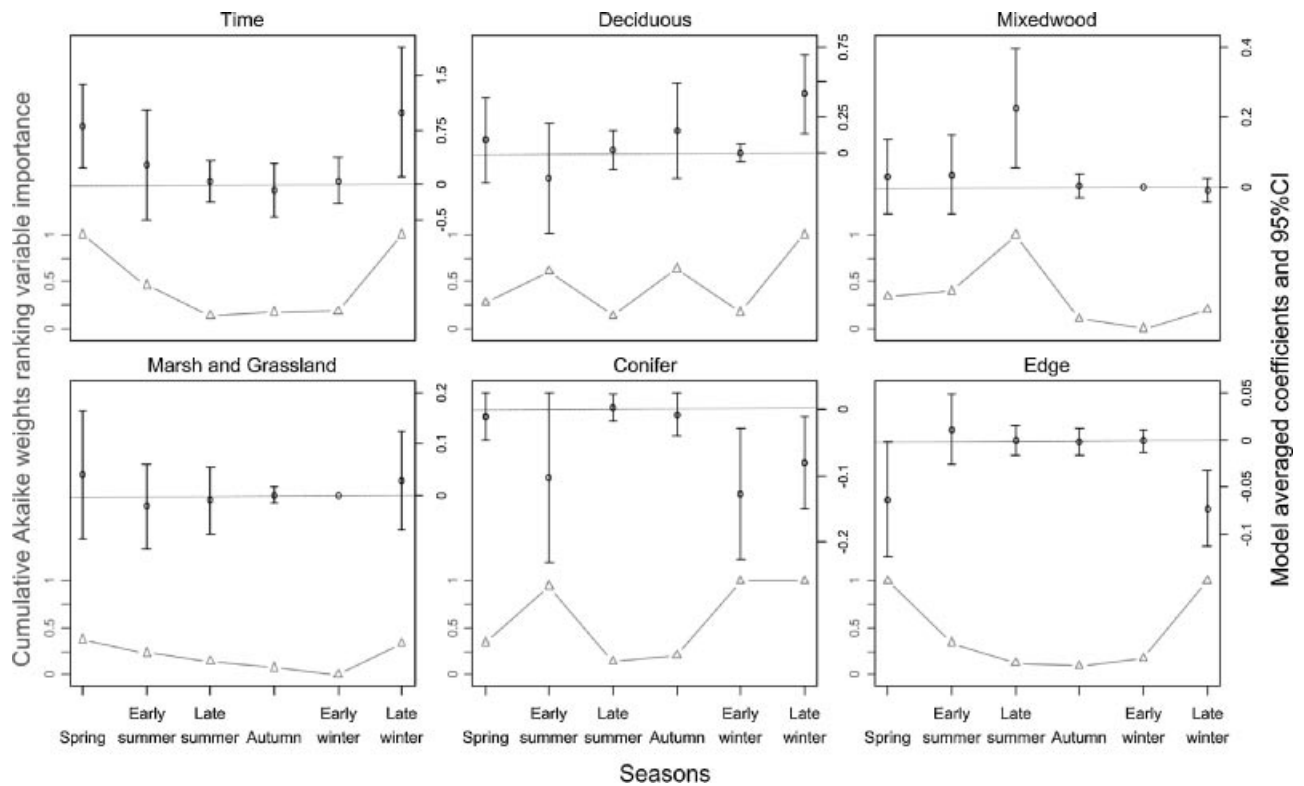 Time
Deciduous
Mixedwood
Cumulative Akaike weights ranking variable importance
1
0.5
0
1.5
0.75
0
-0.5
1
0.5
0
0.75
0.25
0
1
0.5
0
0.4
0.2
0
Model averaged coefficients and 95%CI
Marsh and Grassland
Conifer
Edge
1
0.5
0
0.2
0.1
0
1
0.5
0
0
-0.1
-0.2
1
0.5
0
0.05
0
-0.05
-0.1
Spring
Early summer
Late summer
Autumn
Early winter
Late winter
Spring
Early summer
Late summer
Autumn
Early winter
Late winter
Spring
Early summer
Late summer
Autumn
Early winter
Late winter
Seasons